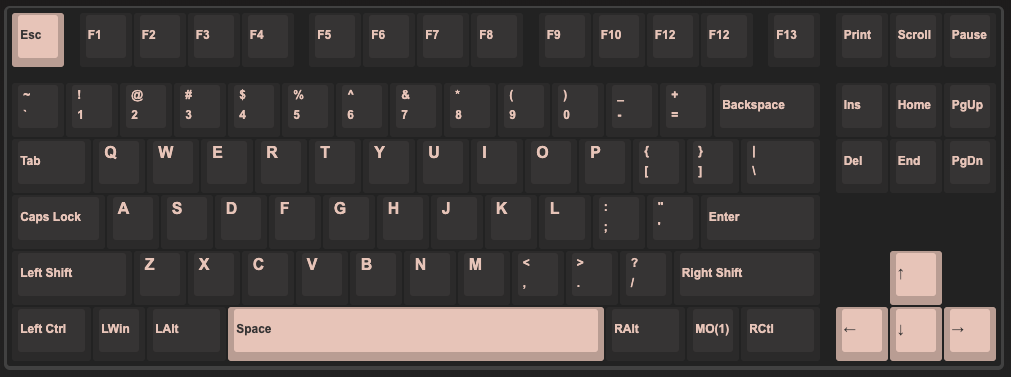 Esc F1 F2 F3 F4 F5 F6 F7 F8 F9 F10 F12 F12 F13 Print Scroll Pause
~ ! @ # $ % ^ & * ( ) _ + Backspace Ins Home PgUp
` 1 2 3 4 5 6 7 8 9 0 - =
Tab Q W E R T Y U I O P { } | Del End PgDn
[ ] \
Caps Lock A S D F G H J K L : " Enter
; '
Left Shift Z X C V B N M < > ? Right Shift ↑
, . /
Left Ctrl LWin LAlt Space RAlt MO(1) RCtl ← ↓ →